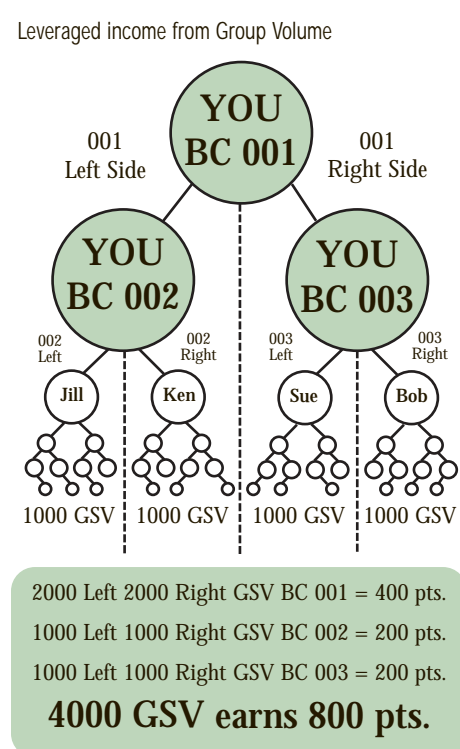 Leveraged income from Group Volume
YOU
BC 001
001
Left Side
001
Right Side
YOU
BC 002
YOU
BC 003
002
Left
002
Right
003
Left
003
Right
Jill
Ken
Sue
Bob
1000 GSV
1000 GSV
1000 GSV
1000 GSV
2000 Left 2000 Right GSV BC 001 = 400 pts.
1000 Left 1000 Right GSV BC 002 = 200 pts.
1000 Left 1000 Right GSV BC 003 = 200 pts.
4000 GSV earns 800 pts.